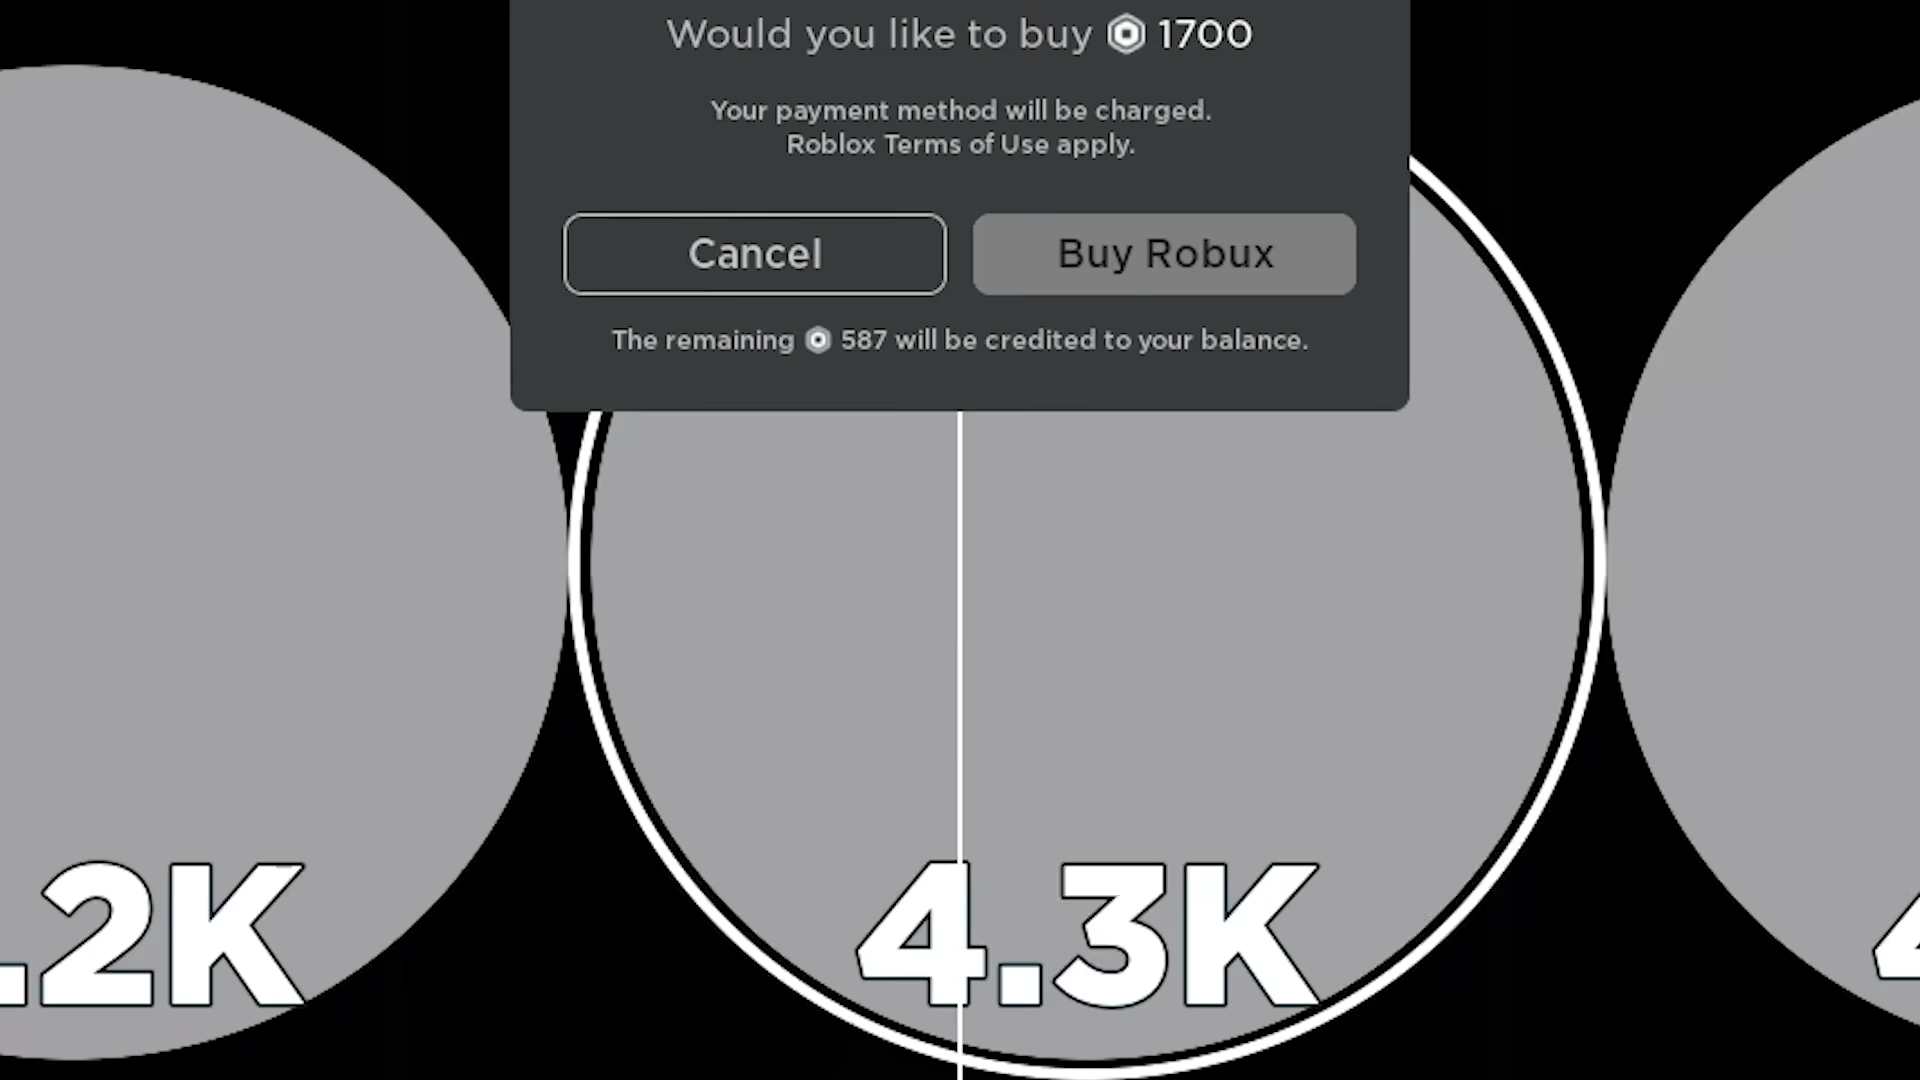 Would you like to buy 1700
Your payment method will be charged.
Roblox Terms of Use apply.
Cancel
Buy Robux
The remaining 587 will be credited to your balance.
.2K
4.3K
4